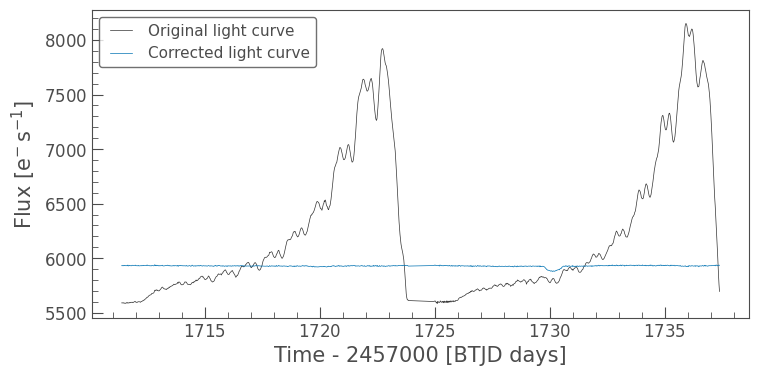 Original light curve
Corrected light curve
8000
7500
7000
6500
6000
5500
Flux [e⁻ s⁻¹]
1715 1720 1725 1730 1735
Time - 2457000 [BTJD days]